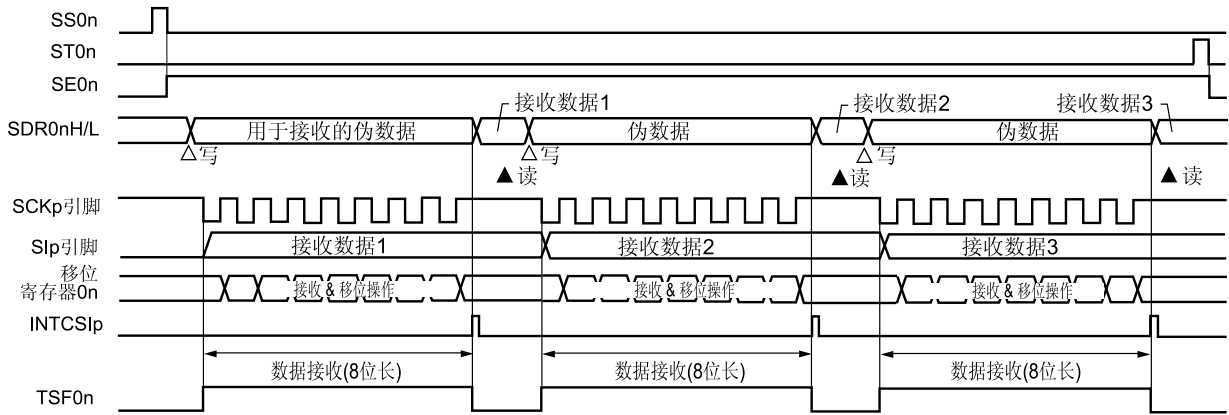 SS0n
ST0n
SE0n
接收数据1
接收数据2
接收数据3
SDR0nH/L
用于接收的伪数据
伪数据
伪数据
△写
△写
△写
▲读
▲读
▲读
SCKp引脚
SIp引脚
接收数据1
接收数据2
接收数据3
移位
寄存器0n
接收 & 移位操作
接收 & 移位操作
接收 & 移位操作
INTCSIp
数据接收(8位长)
数据接收(8位长)
数据接收(8位长)
TSF0n